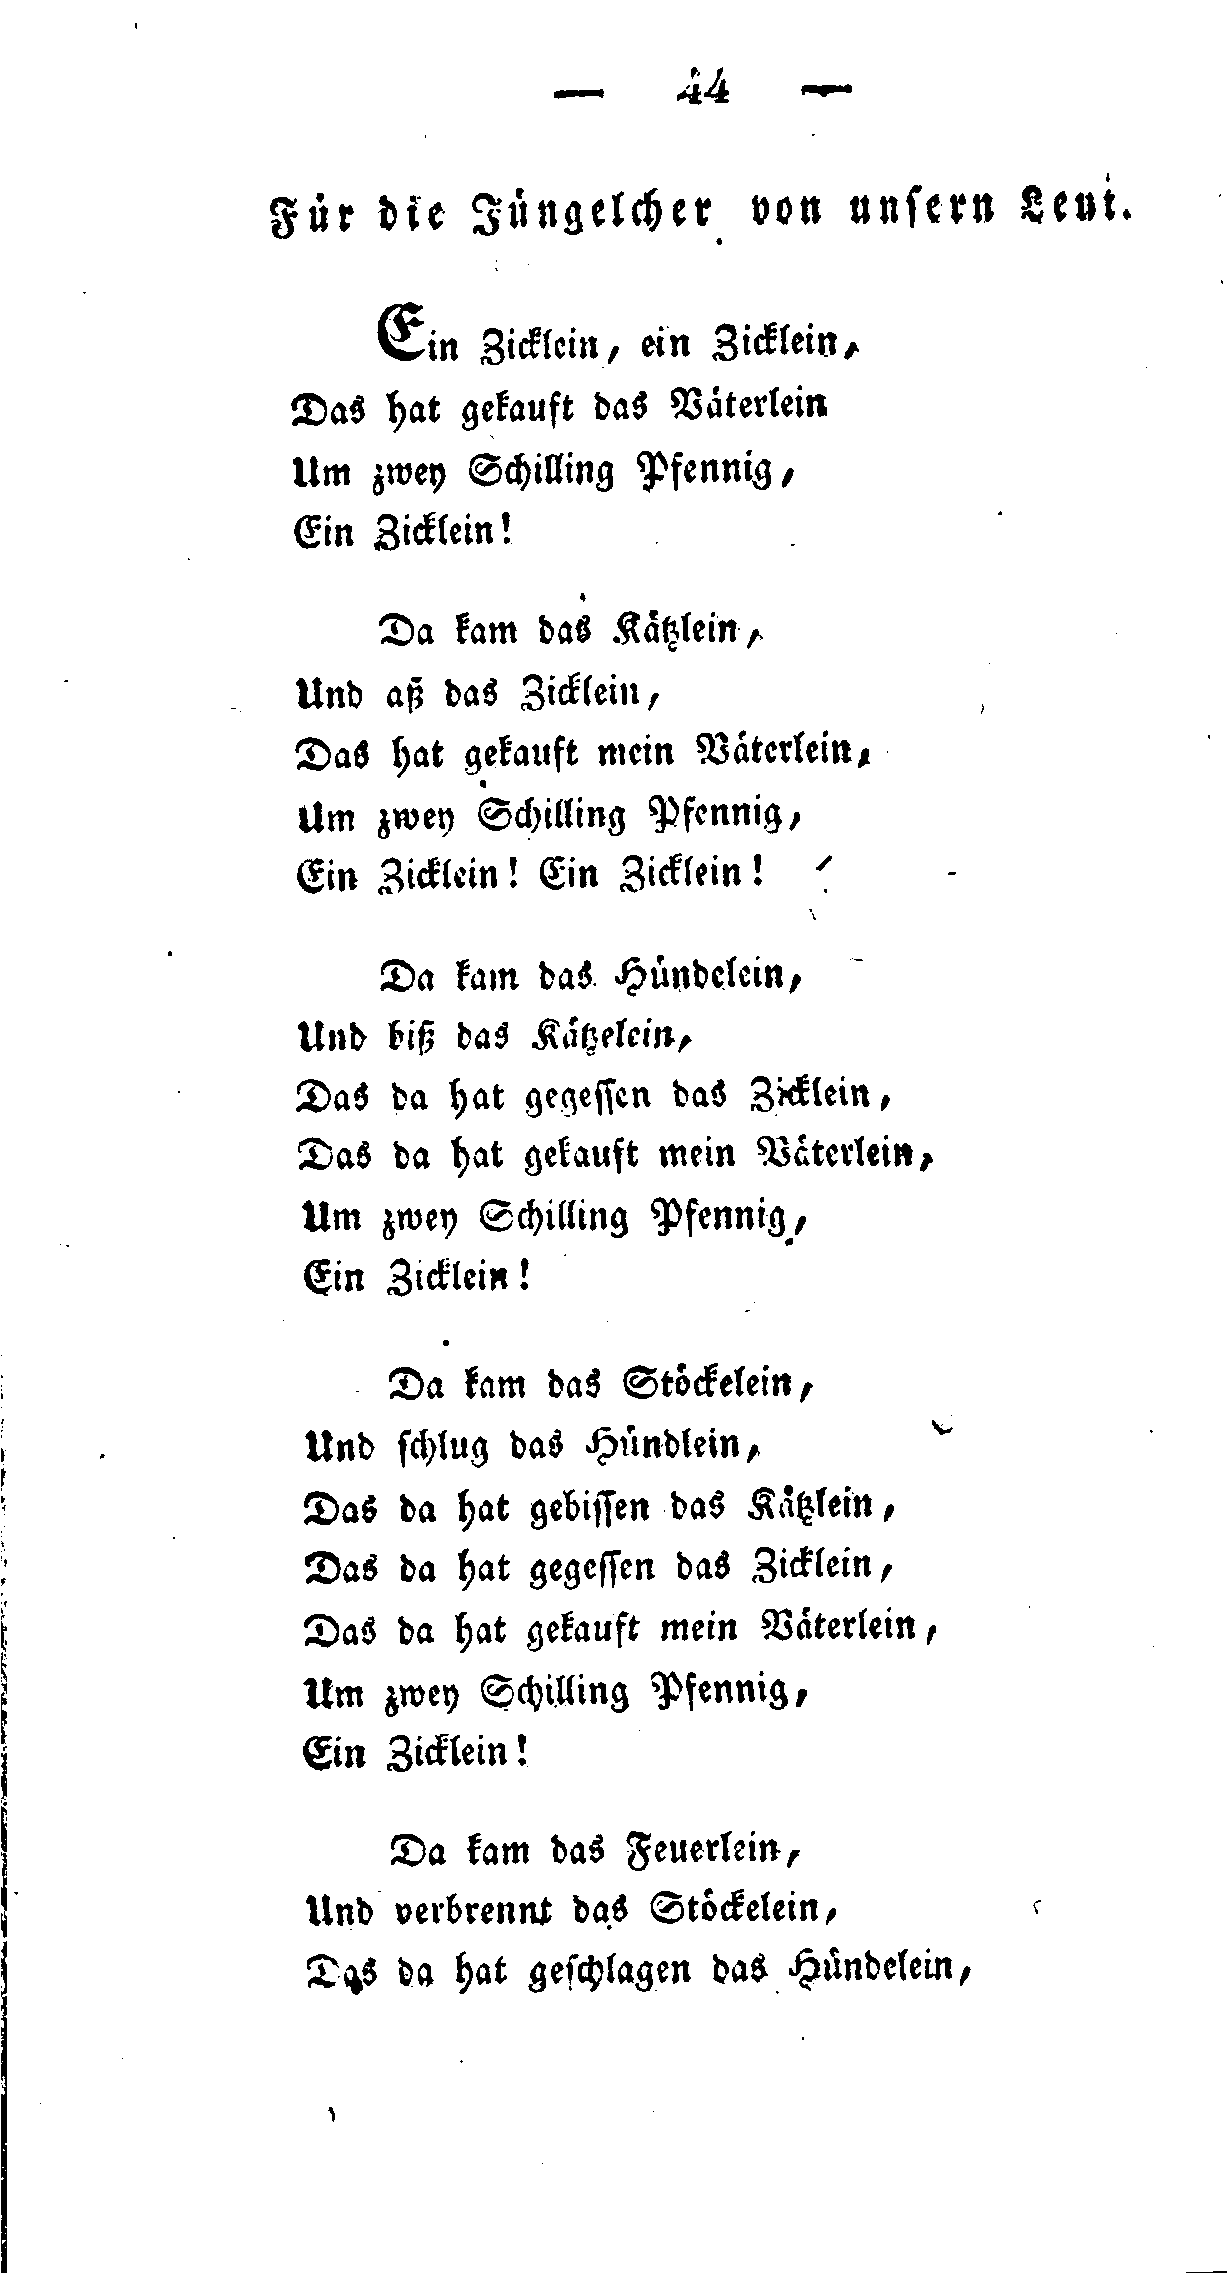 — 44 —
Für die Jüngelcher von unsern Leut.
Ein Zicklein, ein Zicklein,
Das hat gekauft das Väterlein
Um zwey Schilling Pfennig,
Ein Zicklein!
Da kam das Kätzlein,
Und aß das Zicklein,
Das hat gekauft mein Väterlein,
Um zwey Schilling Pfennig,
Ein Zicklein! Ein Zicklein!
Da kam das Hündelein,
Und biß das Kätzelein,
Das da hat gegessen das Zicklein,
Das da hat gekauft mein Väterlein,
Um zwey Schilling Pfennig,
Ein Zicklein!
Da kam das Stöckelein,
Und schlug das Hündlein,
Das da hat gebissen das Kätzlein,
Das da hat gegessen das Zicklein,
Das da hat gekauft mein Väterlein,
Um zwey Schilling Pfennig,
Ein Zicklein!
Da kam das Feuerlein,
Und verbrennt das Stöckelein,
Das da hat geschlagen das Hündelein,